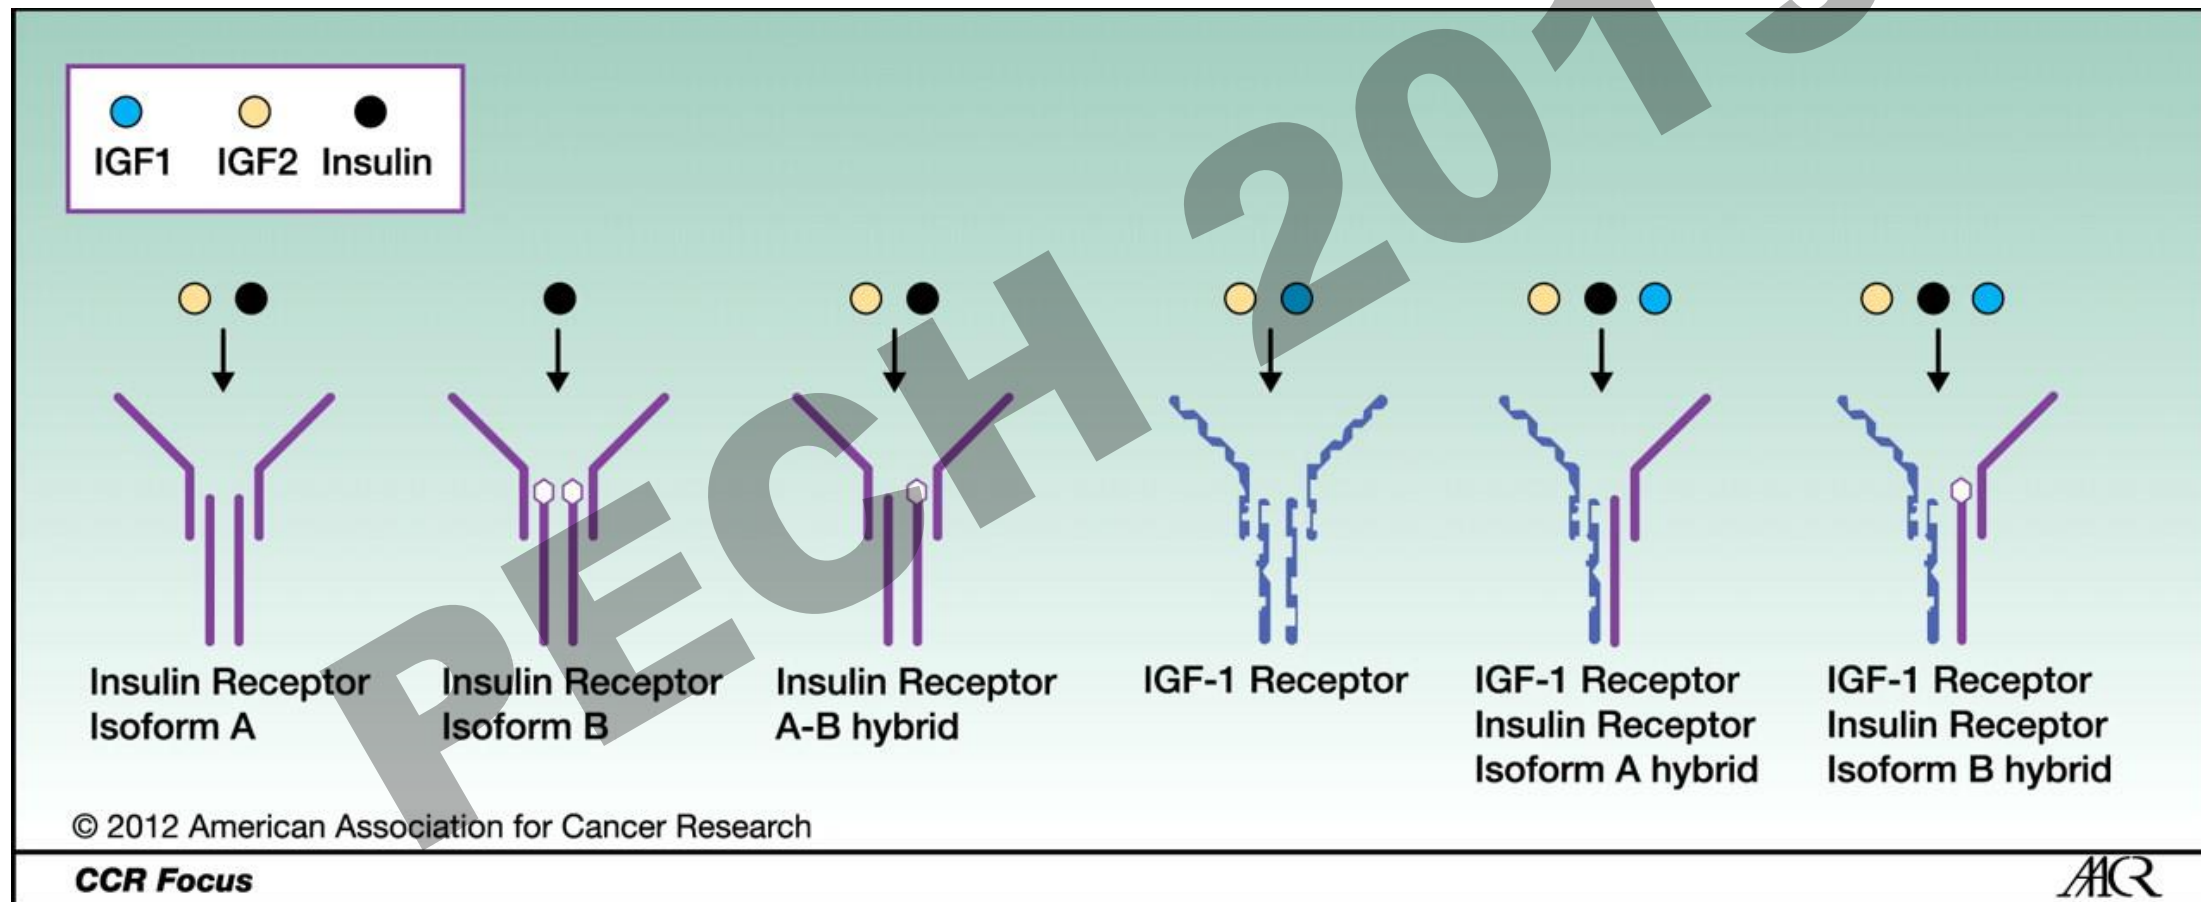 IGF1 IGF2 Insulin
Insulin Receptor
Isoform A
Insulin Receptor
Isoform B
Insulin Receptor
A-B hybrid
IGF-1 Receptor
IGF-1 Receptor
Insulin Receptor
Isoform A hybrid
IGF-1 Receptor
Insulin Receptor
Isoform B hybrid
© 2012 American Association for Cancer Research
CCR Focus
AACR
PECH 201